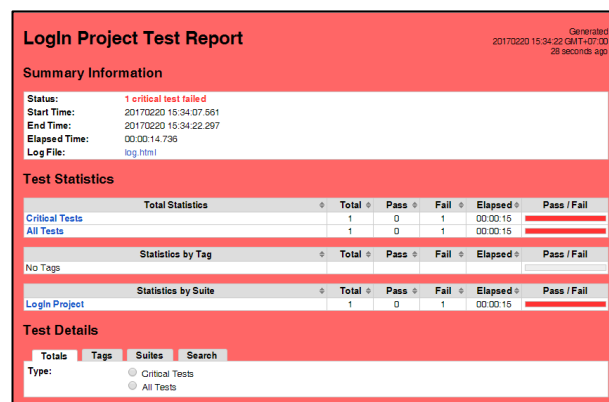 LogIn Project Test Report
Generated
20170220 15:34:22 GMT+07:00
28 seconds ago
Summary Information
Status: 1 critical test failed
Start Time: 20170220 15:34:07.561
End Time: 20170220 15:34:22.297
Elapsed Time: 00:00:14.736
Log File: log.html
Test Statistics
Total Statistics Total Pass Fail Elapsed Pass / Fail
Critical Tests 1 0 1 00:00:15
All Tests 1 0 1 00:00:15
Statistics by Tag Total Pass Fail Elapsed Pass / Fail
No Tags
Statistics by Suite Total Pass Fail Elapsed Pass / Fail
LogIn Project 1 0 1 00:00:15
Test Details
Totals Tags Suites Search
Type: Critical Tests
All Tests